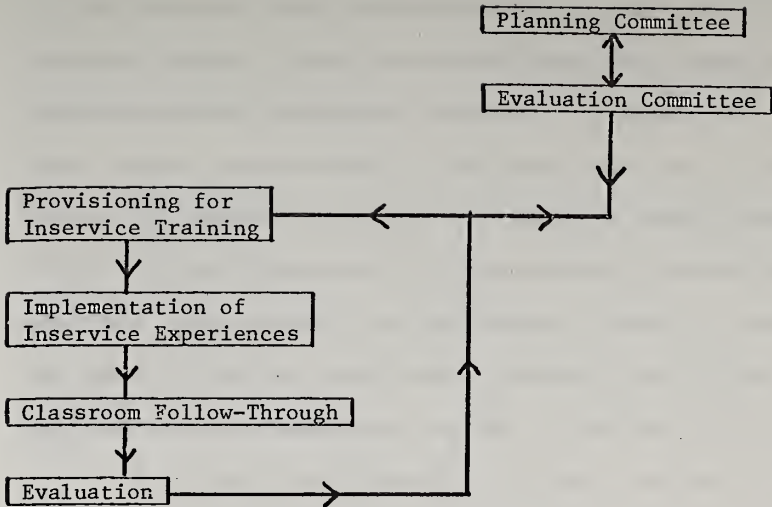 Planning Committee
Evaluation Committee
Provisioning for
Inservice Training
Implementation of
Inservice Experiences
Classroom Follow-Through
Evaluation